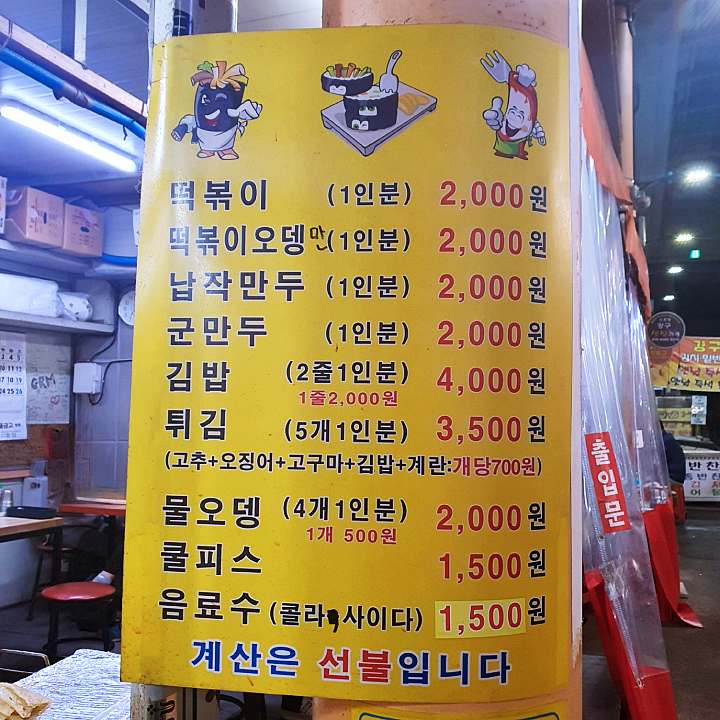 떡볶이 (1인분) 2,000원
떡볶이오뎅만(1인분) 2,000원
납작만두 (1인분) 2,000원
군만두 (1인분) 2,000원
김밥 (2줄1인분) 4,000원
1줄2,000원
튀김 (5개1인분) 3,500원
(고추+오징어+고구마+김밥+계란:개당700원)
물오뎅 (4개1인분) 2,000원
1개 500원
쿨피스 1,500원
음료수(콜라,사이다) 1,500원
계산은 선불입니다
출입문
GRM
강구